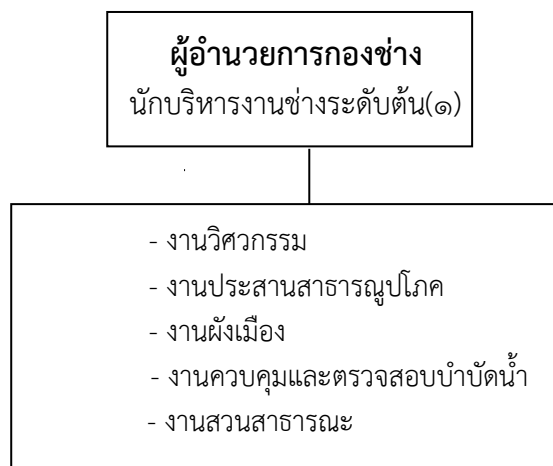 ผู้อำนวยการกองช่าง
นักบริหารงานช่างระดับต้น(๑)
- งานวิศวกรรม
- งานประสานสาธารณูปโภค
- งานผังเมือง
- งานควบคุมและตรวจสอบบำบัดน้ำ
- งานสวนสาธารณะ